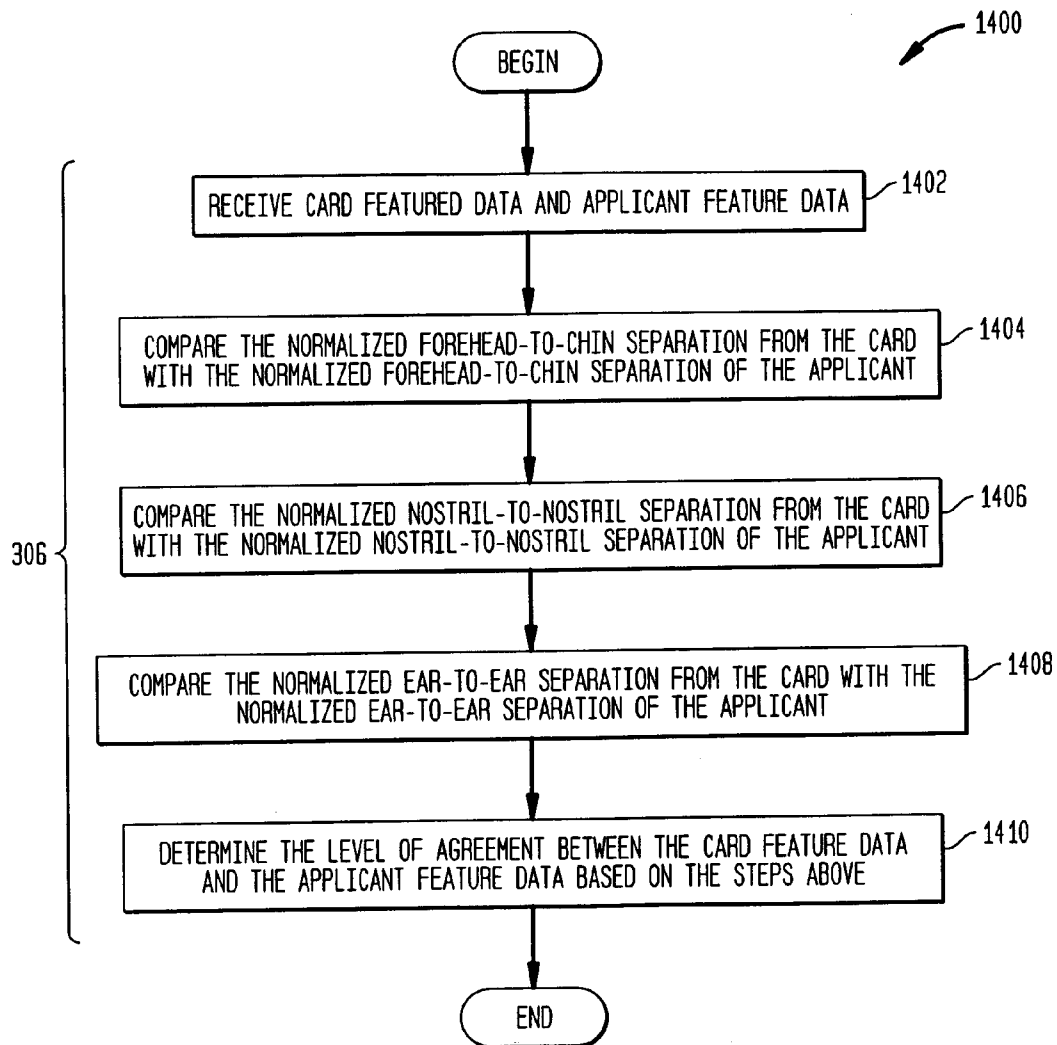 1400
BEGIN
RECEIVE CARD FEATURED DATA AND APPLICANT FEATURE DATA
1402
COMPARE THE NORMALIZED FOREHEAD-TO-CHIN SEPARATION FROM THE CARD
WITH THE NORMALIZED FOREHEAD-TO-CHIN SEPARATION OF THE APPLICANT
1404
COMPARE THE NORMALIZED NOSTRIL-TO-NOSTRIL SEPARATION FROM THE CARD
WITH THE NORMALIZED NOSTRIL-TO-NOSTRIL SEPARATION OF THE APPLICANT
1406
306
COMPARE THE NORMALIZED EAR-TO-EAR SEPARATION FROM THE CARD WITH THE
NORMALIZED EAR-TO-EAR SEPARATION OF THE APPLICANT
1408
DETERMINE THE LEVEL OF AGREEMENT BETWEEN THE CARD FEATURE DATA
AND THE APPLICANT FEATURE DATA BASED ON THE STEPS ABOVE
1410
END